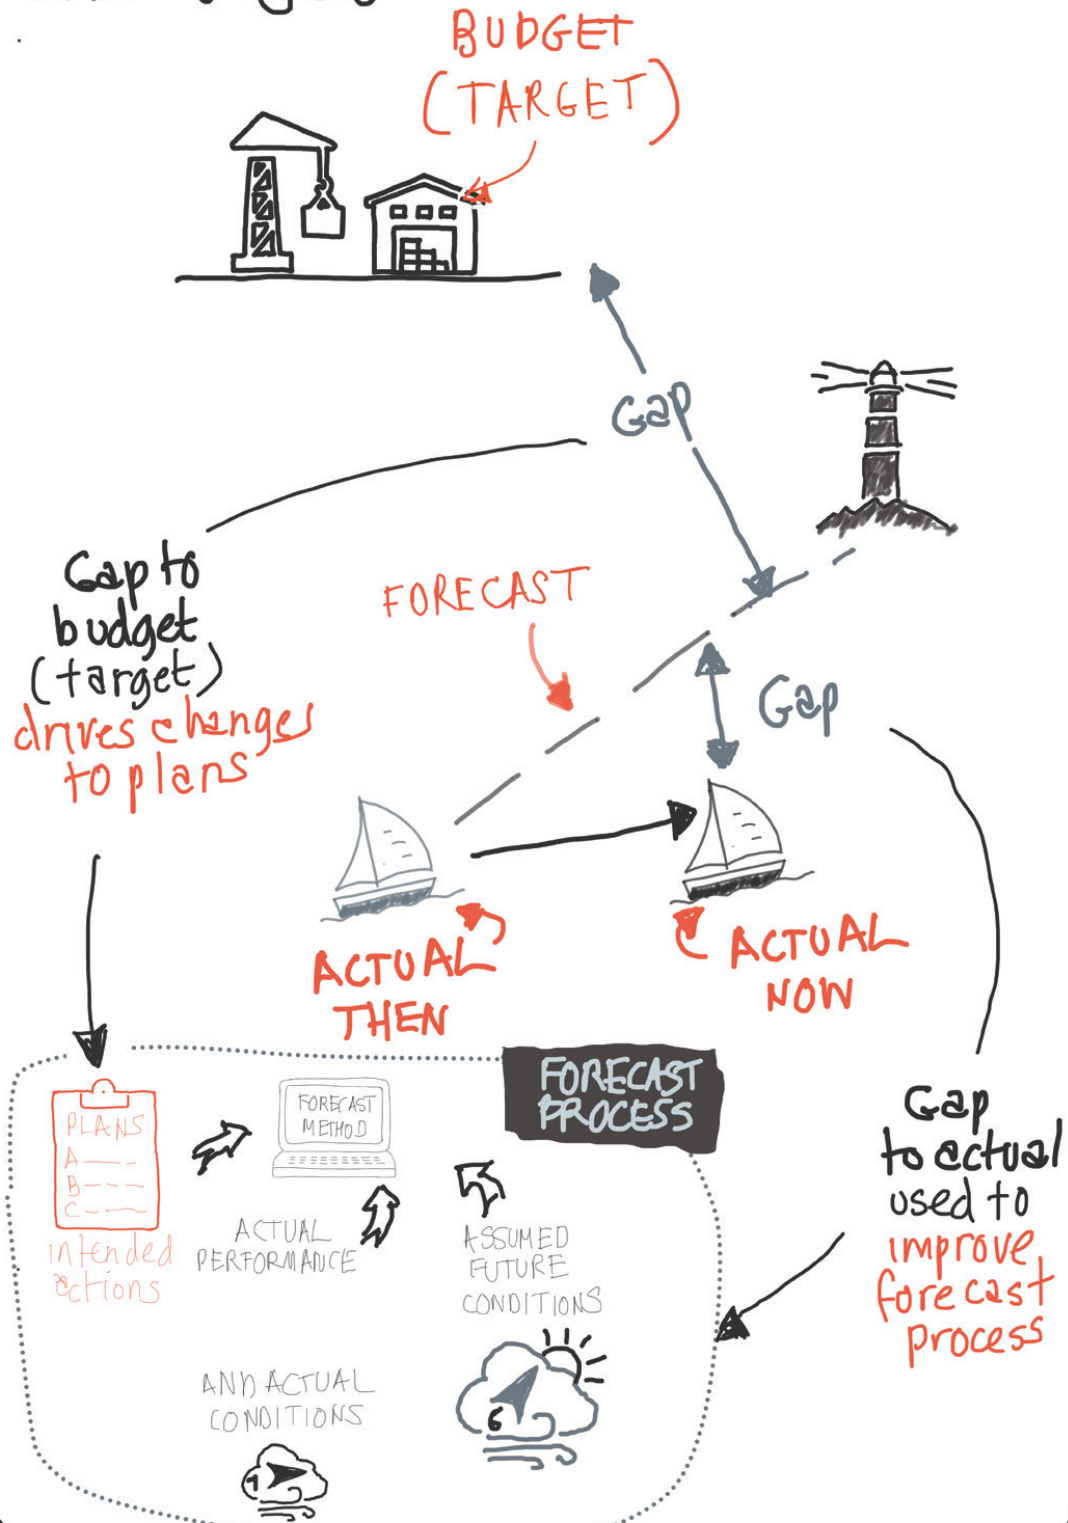 BUDGET
(TARGET)
Gap
Gap to
budget
(target)
drives changes
to plans
FORECAST
Gap
ACTUAL
THEN
ACTUAL
NOW
FORECAST
PROCESS
PLANS
A
B
C
intended
actions
FORECAST
METHOD
ACTUAL
PERFORMANCE
ASSUMED
FUTURE
CONDITIONS
6
AND ACTUAL
CONDITIONS
1
Gap
to actual
used to
improve
forecast
process